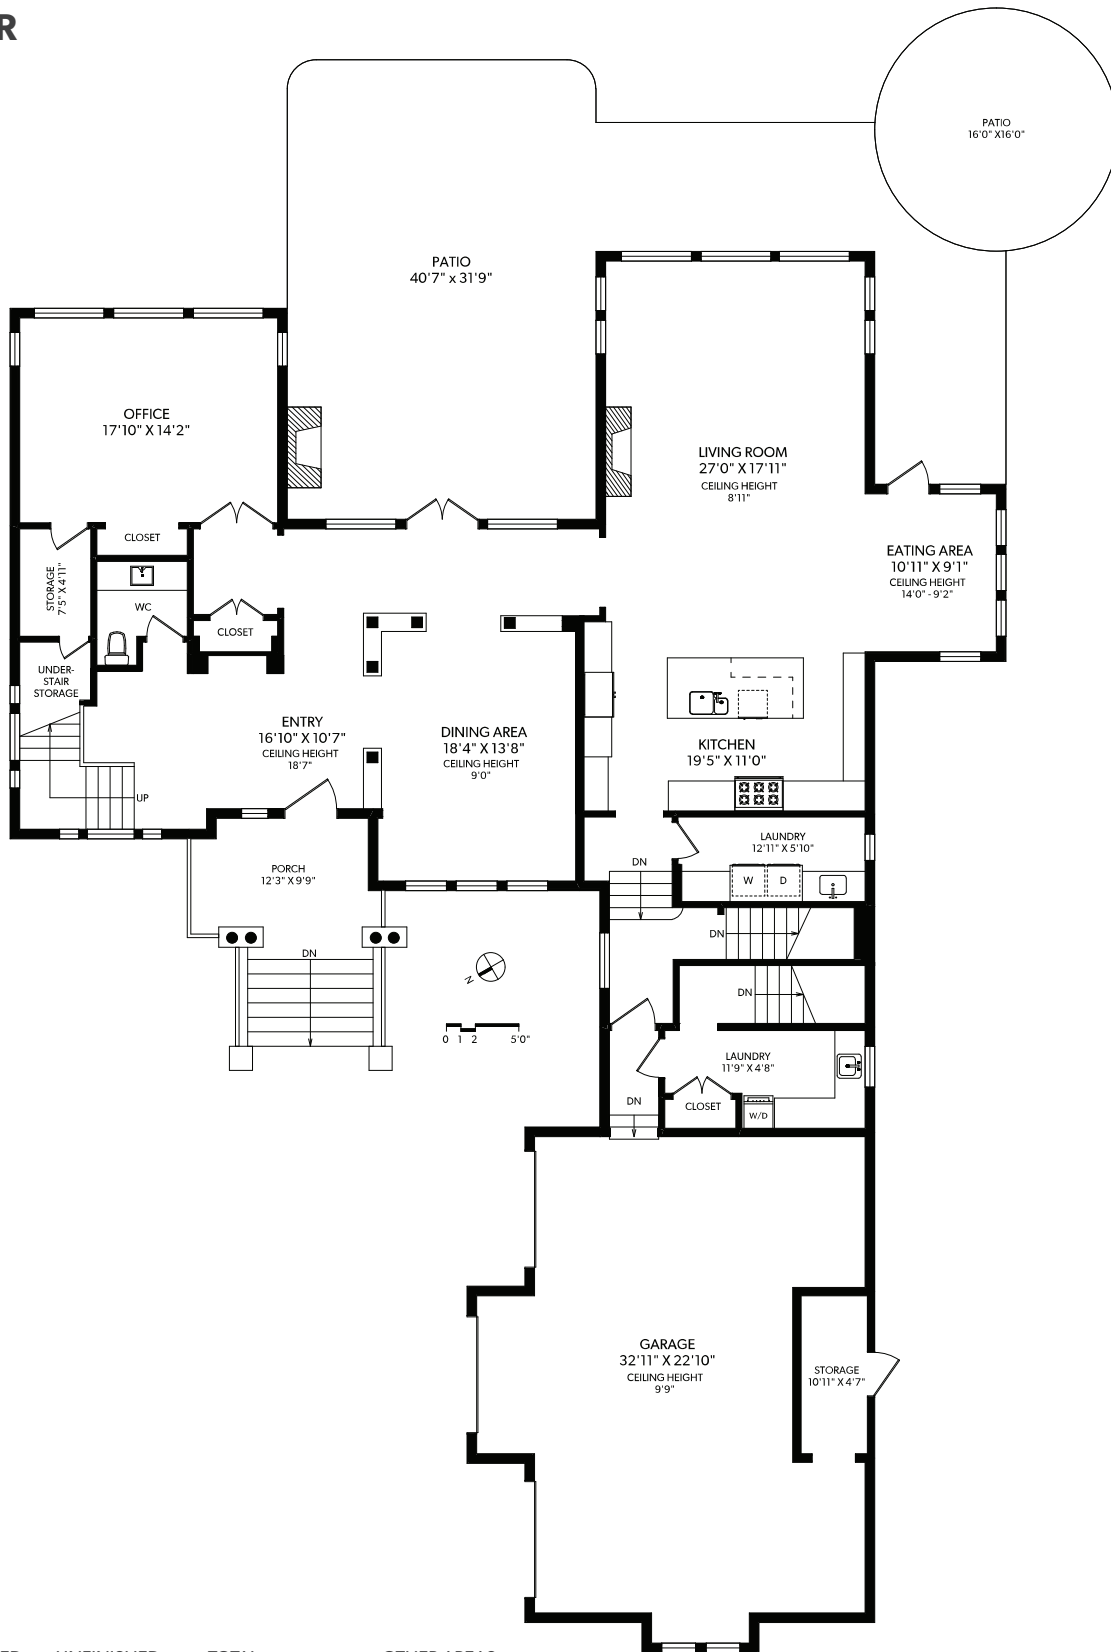 PATIO
16'0" X16'0"
PATIO
40'7" x 31'9"
OFFICE
17'10" X 14'2"
LIVING ROOM
27'0" X 17'11"
CEILING HEIGHT
8'11"
CLOSET
EATING AREA
10'11" X 9'1"
CEILING HEIGHT
14'0" - 9'2"
STORAGE
7'5" X 4'11"
WC
CLOSET
UNDER-
STAIR
STORAGE
ENTRY
16'10" X 10'7"
CEILING HEIGHT
18'7"
DINING AREA
18'4" X 13'8"
CEILING HEIGHT
9'0"
KITCHEN
19'5" X 11'0"
UP
LAUNDRY
12'11" X 5'10"
W
D
DN
PORCH
12'3" X 9'9"
DN
DN
N
DN
0 1 2 5'0"
LAUNDRY
11'9" X 4'8"
DN
CLOSET
W/D
GARAGE
32'11" X 22'10"
CEILING HEIGHT
9'9"
STORAGE
10'11" X 4'7"